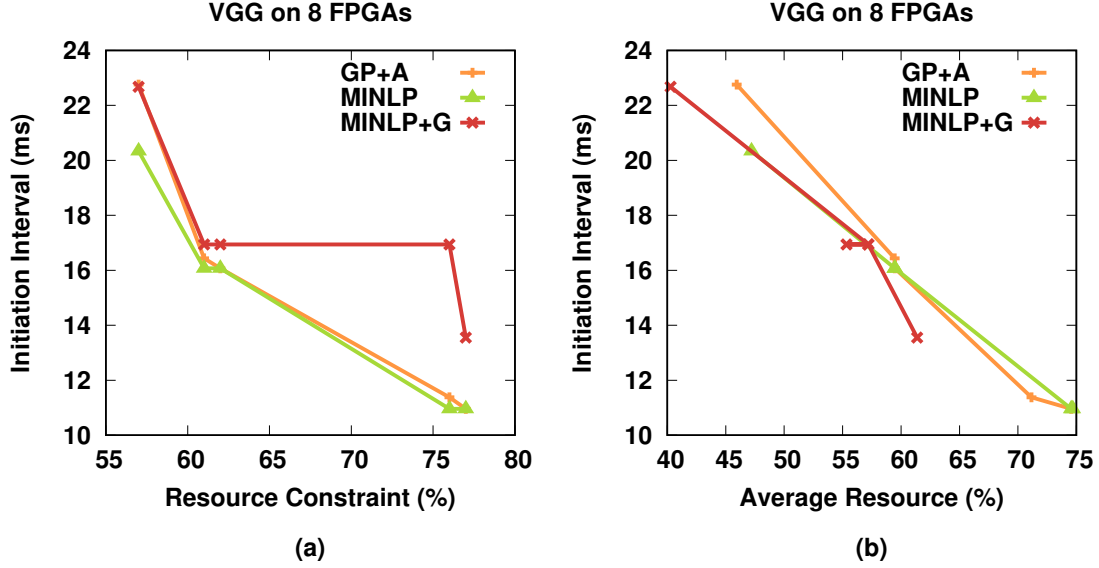 VGG on 8 FPGAs
24
22
20
18
16
14
12
10
55
60
65
70
75
80
Initiation Interval (ms)
Resource Constraint (%)
GP+A
MINLP
MINLP+G
(a)
VGG on 8 FPGAs
24
22
20
18
16
14
12
10
40
45
50
55
60
65
70
75
Initiation Interval (ms)
Average Resource (%)
GP+A
MINLP
MINLP+G
(b)